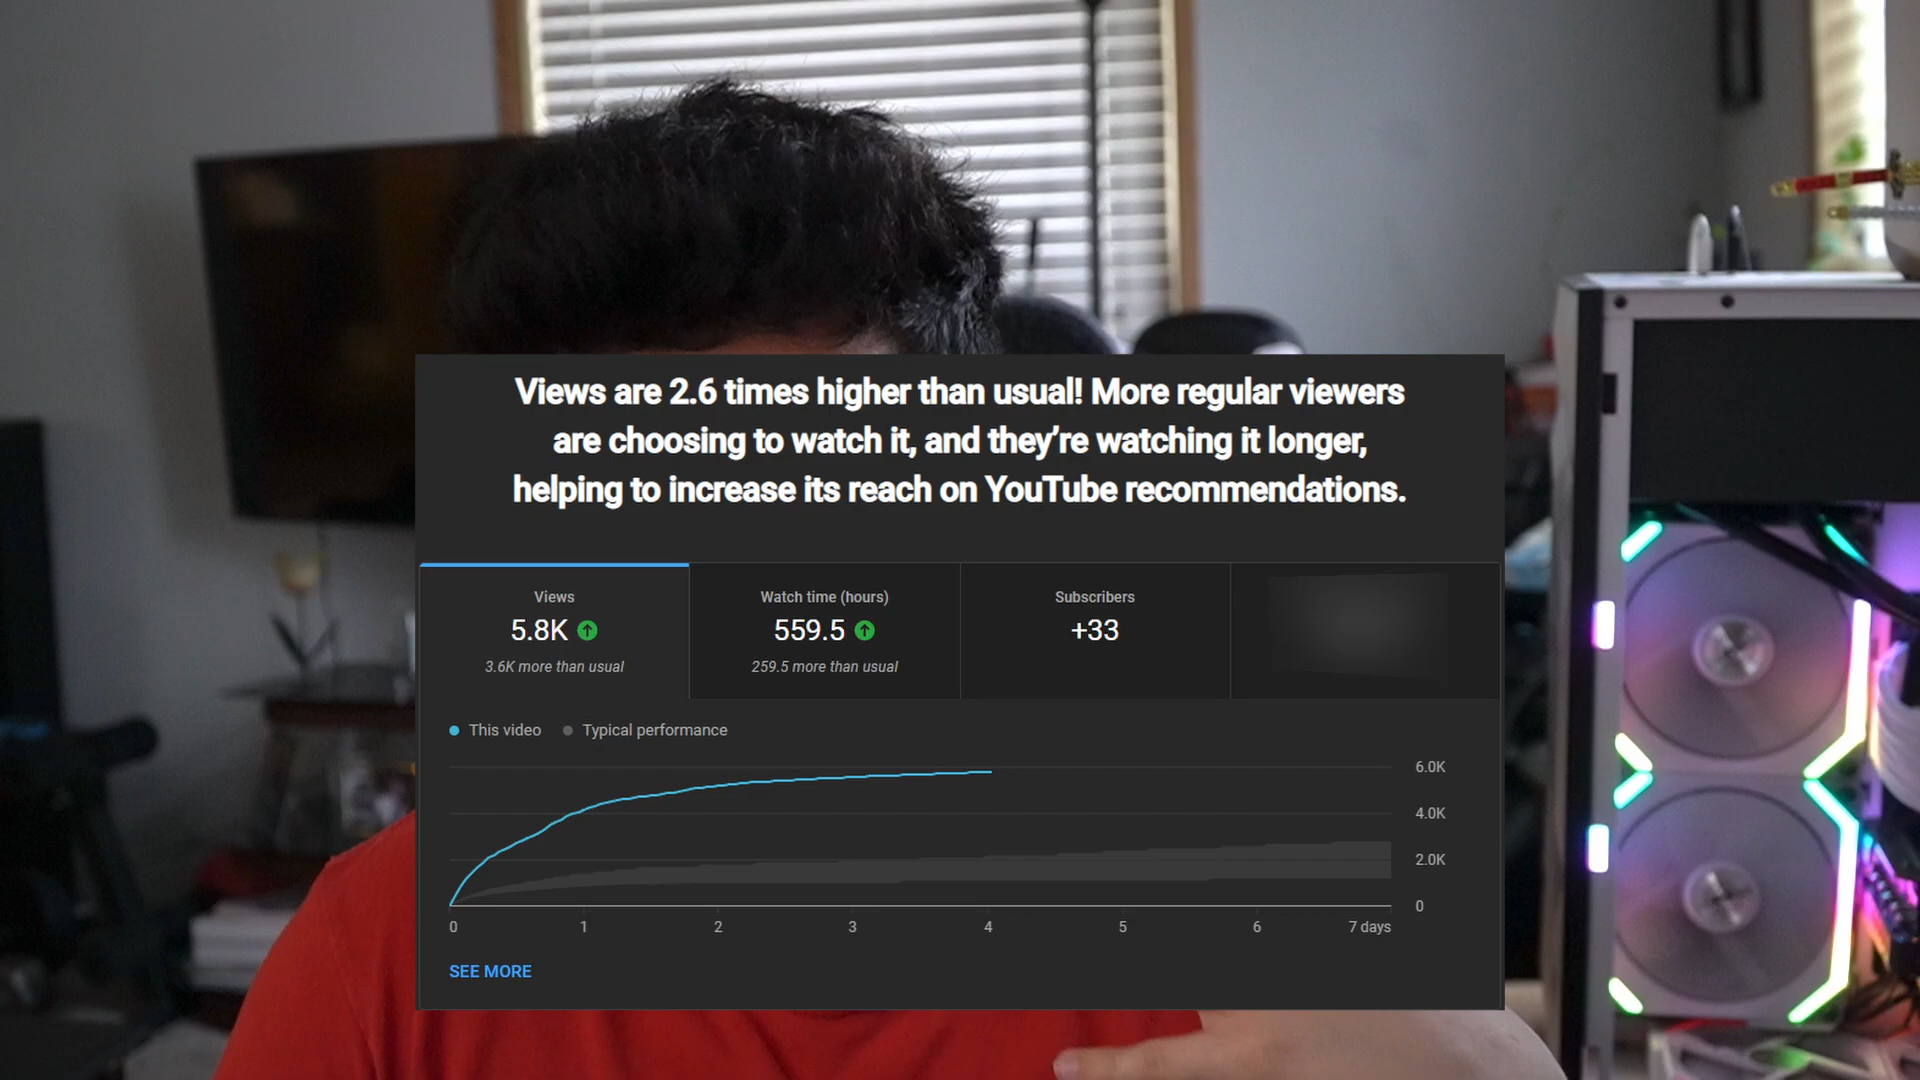 Views are 2.6 times higher than usual! More regular viewers
are choosing to watch it, and they’re watching it longer,
helping to increase its reach on YouTube recommendations.
Views
5.8K
3.6K more than usual
Watch time (hours)
559.5
259.5 more than usual
Subscribers
+33
This video
Typical performance
6.0K
4.0K
2.0K
0
0 1 2 3 4 5 6 7 days
SEE MORE